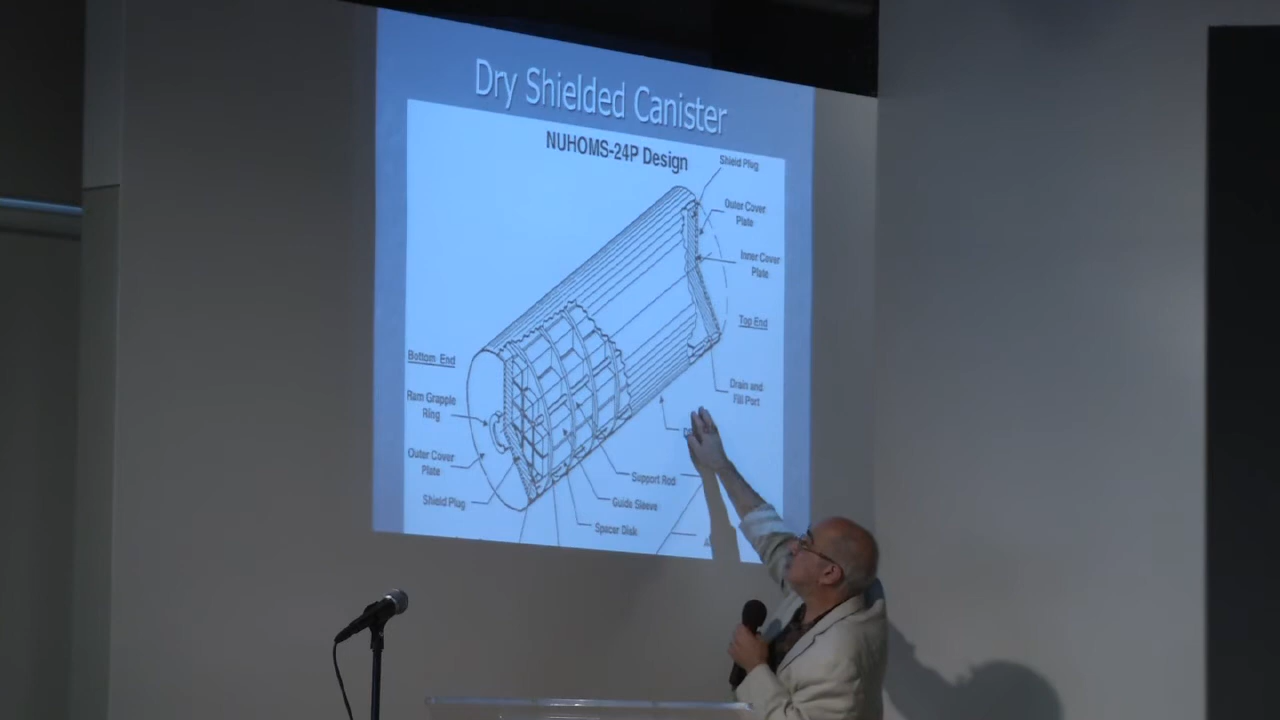 Dry Shielded Canister
NUHOMS-24P Design
Shield Plug
Outer Cover
Plate
Inner Cover
Plate
Top End
Bottom End
Drain and
Fill Port
Ram Grapple
Ring
Outer Cover
Plate
Support Rod
Shield Plug
Guide Sleeve
Spacer Disk